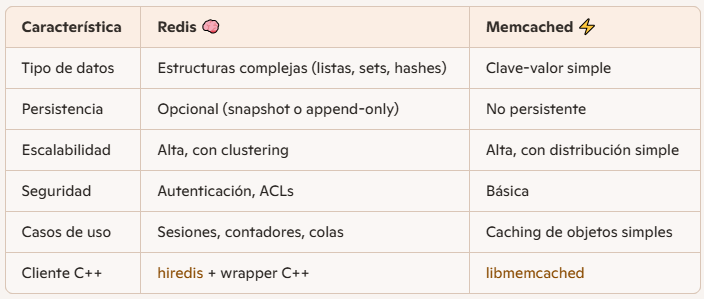 Característica Redis 🧠 Memcached ⚡
Tipo de datos Estructuras complejas (listas, sets, hashes) Clave-valor simple
Persistencia Opcional (snapshot o append-only) No persistente
Escalabilidad Alta, con clustering Alta, con distribución simple
Seguridad Autenticación, ACLs Básica
Casos de uso Sesiones, contadores, colas Caching de objetos simples
Cliente C++ hiredis + wrapper C++ libmemcached